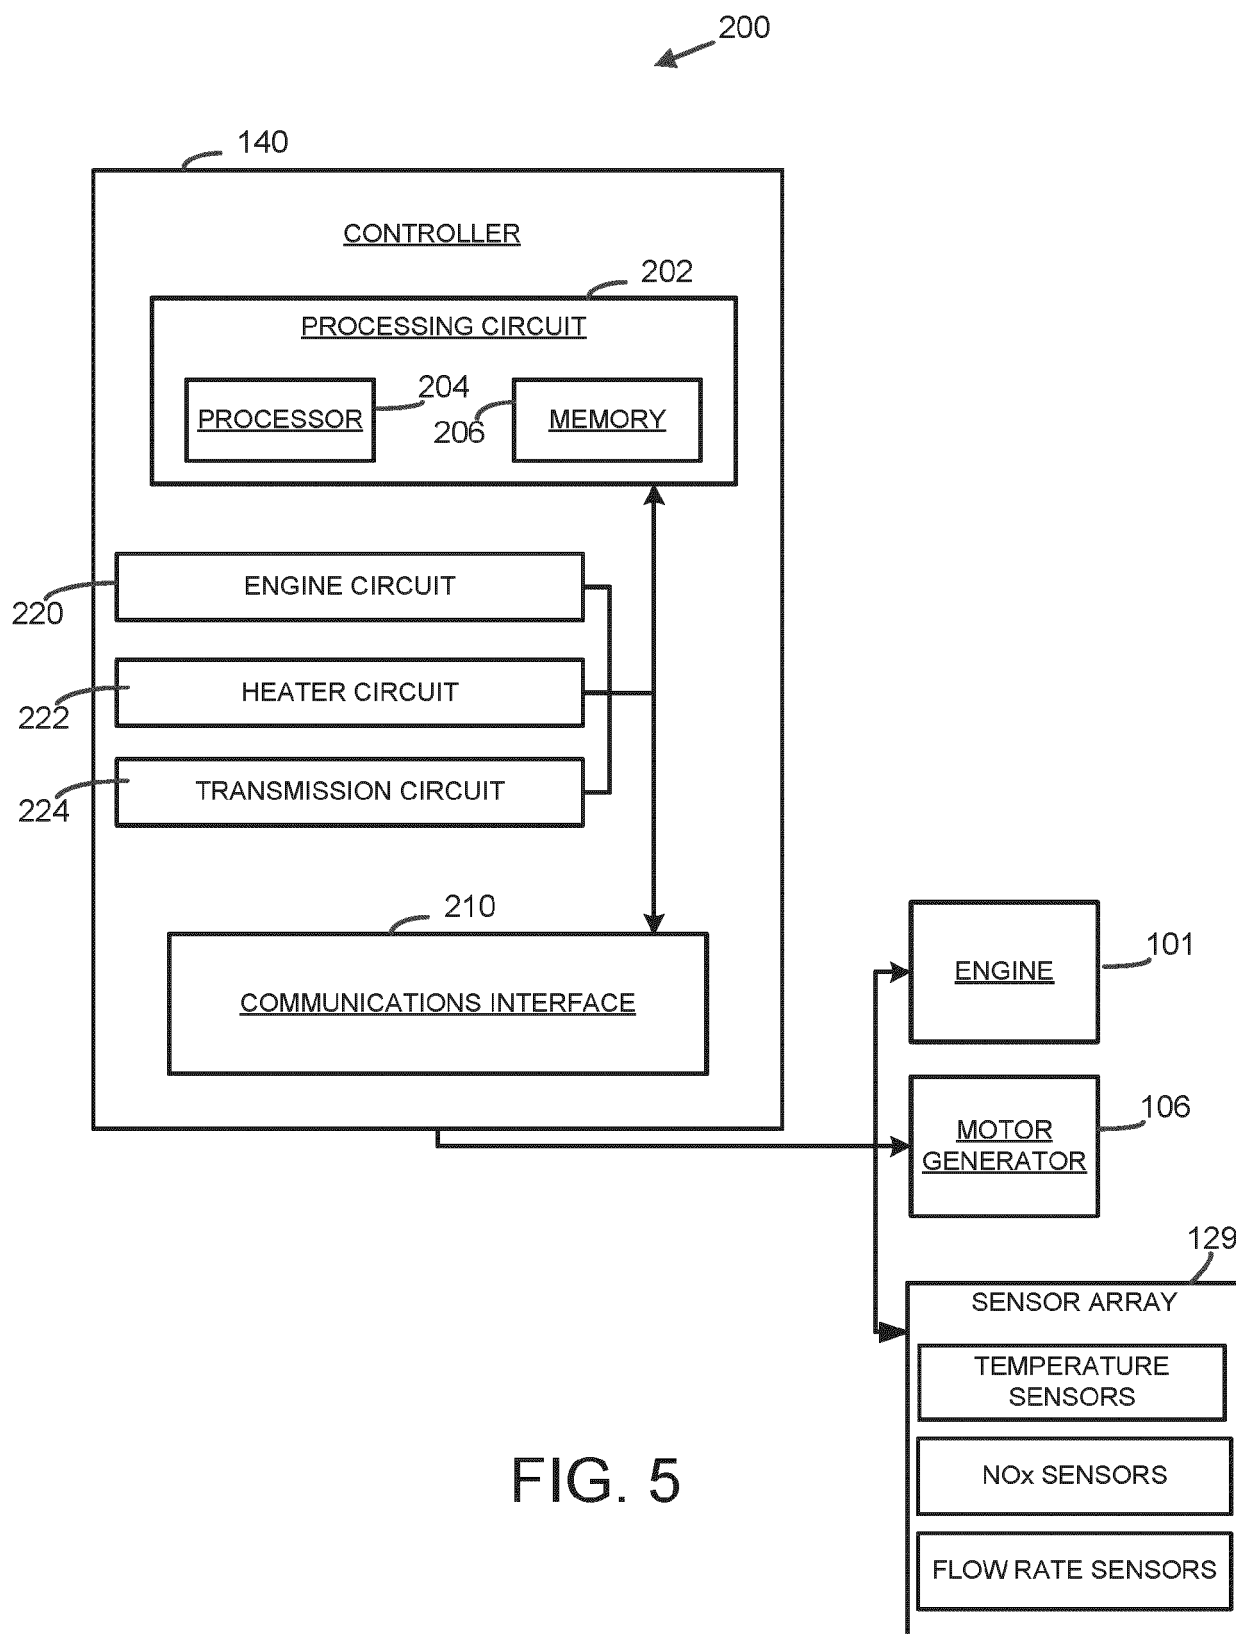 200
140
CONTROLLER
202
PROCESSING CIRCUIT
204
PROCESSOR
206
MEMORY
ENGINE CIRCUIT
220
HEATER CIRCUIT
222
TRANSMISSION CIRCUIT
224
210
COMMUNICATIONS INTERFACE
ENGINE
101
MOTOR
GENERATOR
106
129
SENSOR ARRAY
TEMPERATURE
SENSORS
NOx SENSORS
FLOW RATE SENSORS
FIG. 5